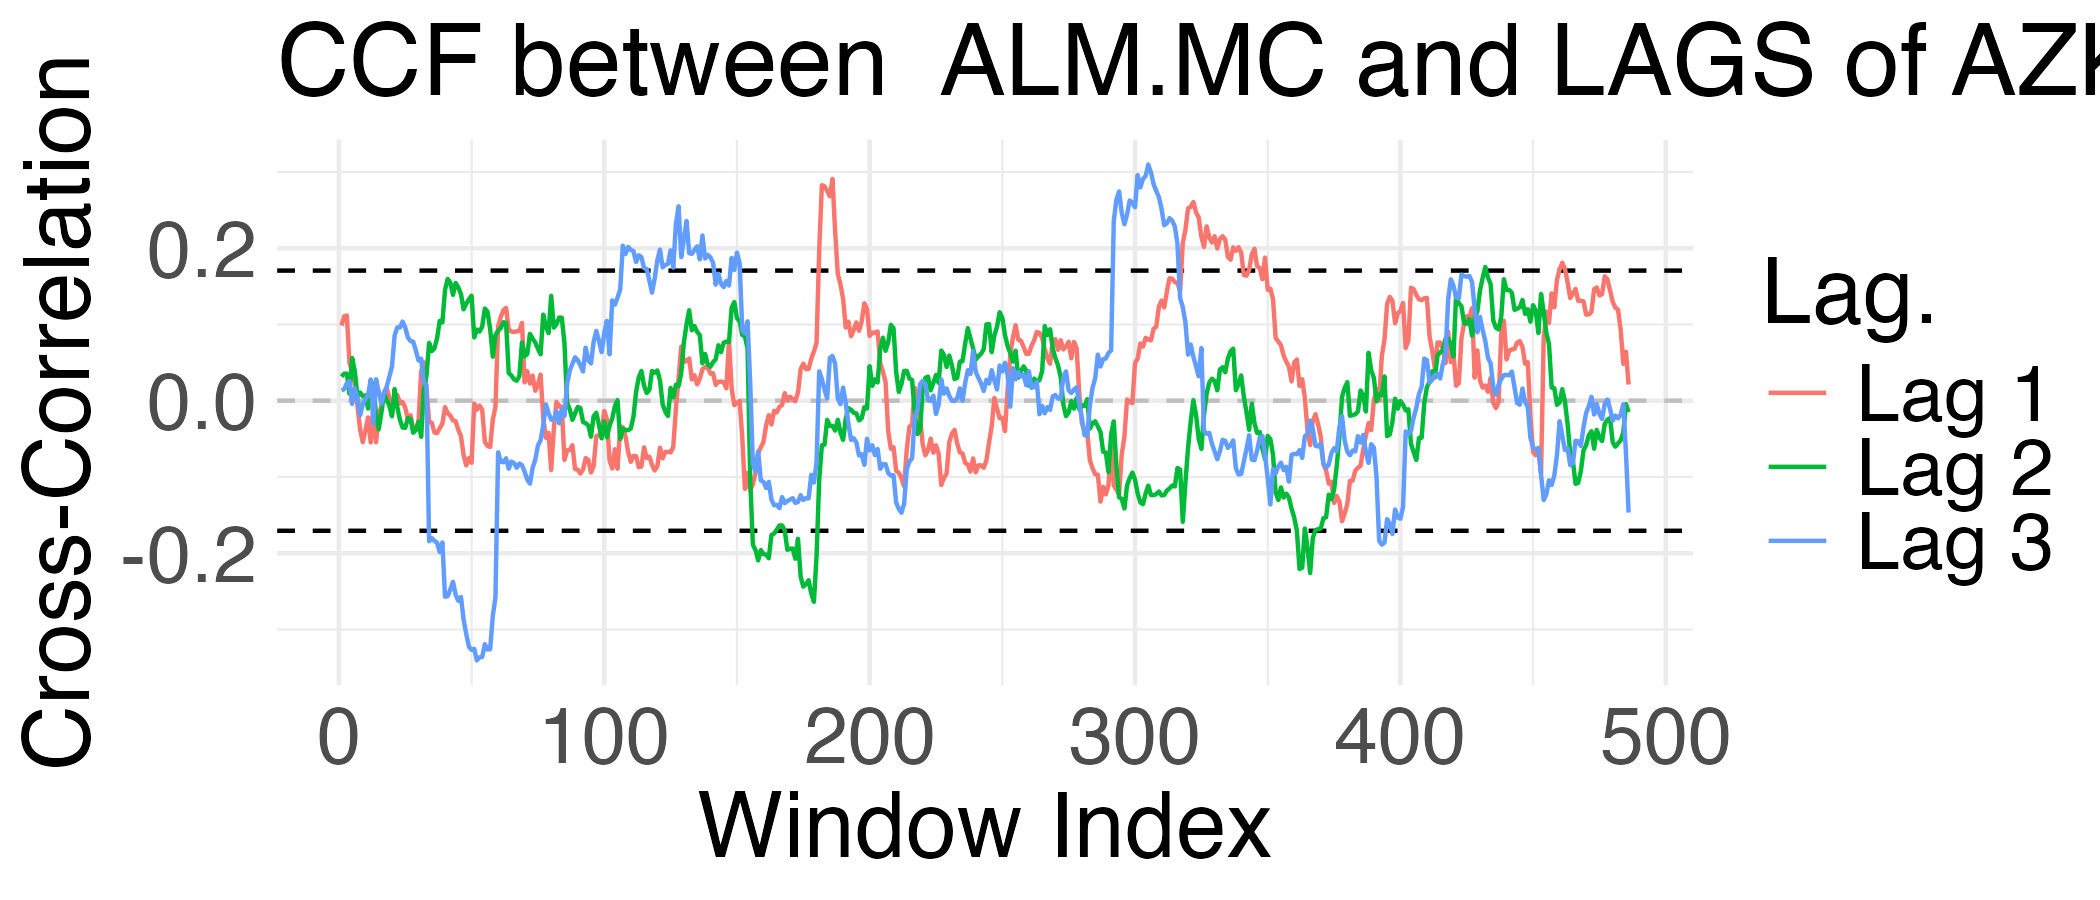 CCF between  ALM.MC and LAGS of
Cross-Correlation
0.2
0.0
-0.2
0 100 200 300 400 500
Window Index
Lag.
Lag 1
Lag 2
Lag 3